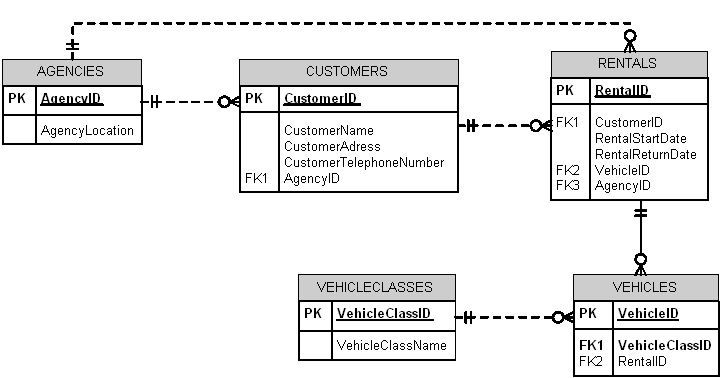 AGENCIES
PK AgencyID
AgencyLocation
CUSTOMERS
PK CustomerID
CustomerName
CustomerAdress
CustomerTelephoneNumber
FK1 AgencyID
RENTALS
PK RentalID
FK1 CustomerID
RentalStartDate
RentalReturnDate
FK2 VehicleID
FK3 AgencyID
VEHICLECLASSES
PK VehicleClassID
VehicleClassName
VEHICLES
PK VehicleID
FK1 VehicleClassID
FK2 RentalID